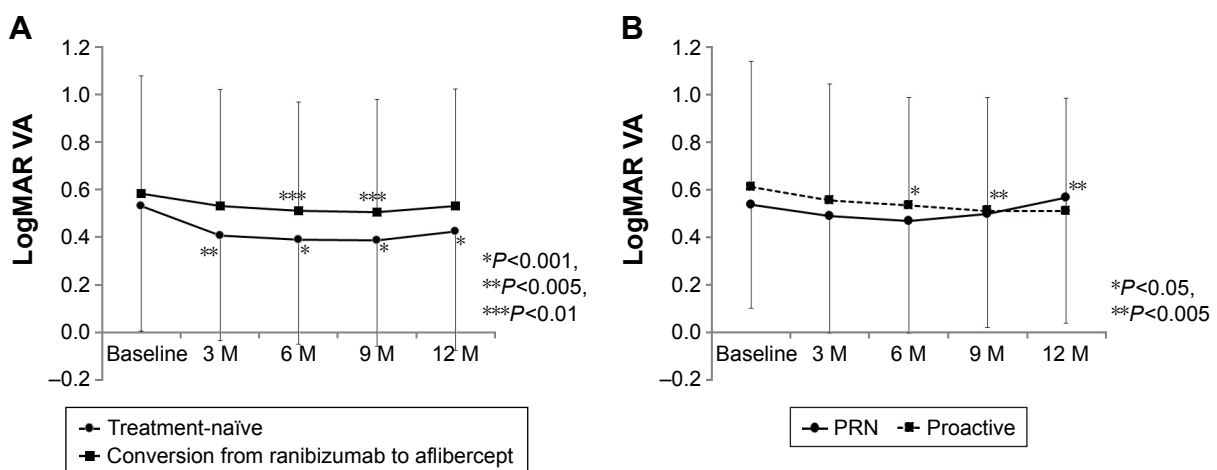 A
B
LogMAR VA
1.2
1.0
0.8
0.6
0.4
0.2
0.0
–0.2
Baseline 3 M 6 M 9 M 12 M
*** ***
** * * *
*P<0.001,
**P<0.005,
***P<0.01
Treatment-naïve
Conversion from ranibizumab to aflibercept
LogMAR VA
1.2
1.0
0.8
0.6
0.4
0.2
0.0
–0.2
Baseline 3 M 6 M 9 M 12 M
* ** **
*P<0.05,
**P<0.005
PRN Proactive